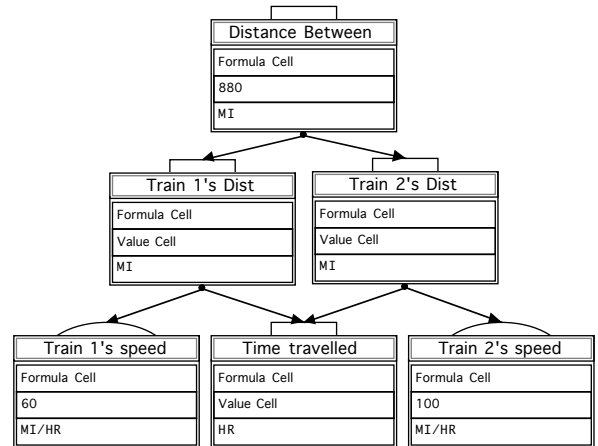 Distance Between
Formula Cell
880
MI
Train 1's Dist
Formula Cell
Value Cell
MI
Train 2's Dist
Formula Cell
Value Cell
MI
Train 1's speed
Formula Cell
60
MI/HR
Time travelled
Formula Cell
Value Cell
HR
Train 2's speed
Formula Cell
100
MI/HR